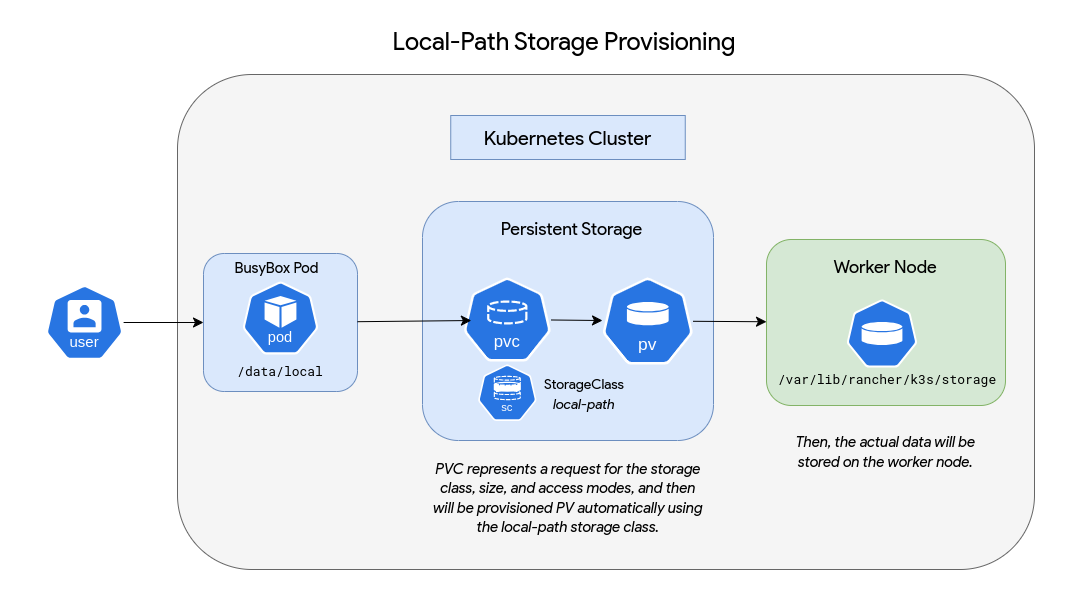 Local-Path Storage Provisioning
Kubernetes Cluster
Persistent Storage
BusyBox Pod
Worker Node
user
pod
pvc
pv
/data/local
/var/lib/rancher/k3s/storage
StorageClass
sc
local-path
Then, the actual data will be
stored on the worker node.
PVC represents a request for the storage
class, size, and access modes, and then
will be provisioned PV automatically using
the local-path storage class.